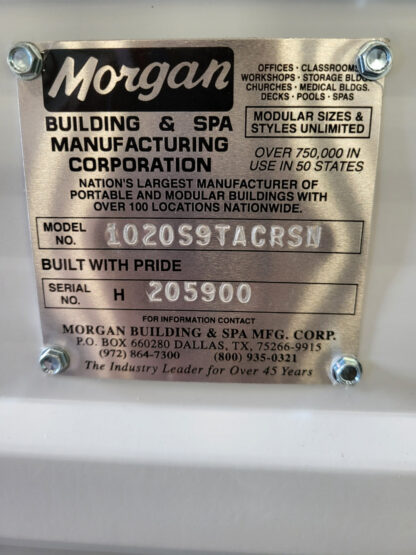 Morgan
OFFICES · CLASSROOMS
WORKSHOPS · STORAGE BLDG
CHURCHES · MEDICAL BLDGS.
DECKS · POOLS · SPAS
BUILDING & SPA
MANUFACTURING
CORPORATION
MODULAR SIZES &
STYLES UNLIMITED
OVER 750,000 IN
USE IN 50 STATES
NATION'S LARGEST MANUFACTURER OF
PORTABLE AND MODULAR BUILDINGS WITH
OVER 100 LOCATIONS NATIONWIDE.
MODEL NO. 1020S9TACRSN
BUILT WITH PRIDE
SERIAL NO. H 205900
FOR INFORMATION CONTACT
MORGAN BUILDING & SPA MFG. CORP.
P.O. BOX 660280 DALLAS, TX, 75266-9915
(972) 864-7300 (800) 935-0321
The Industry Leader for Over 45 Years